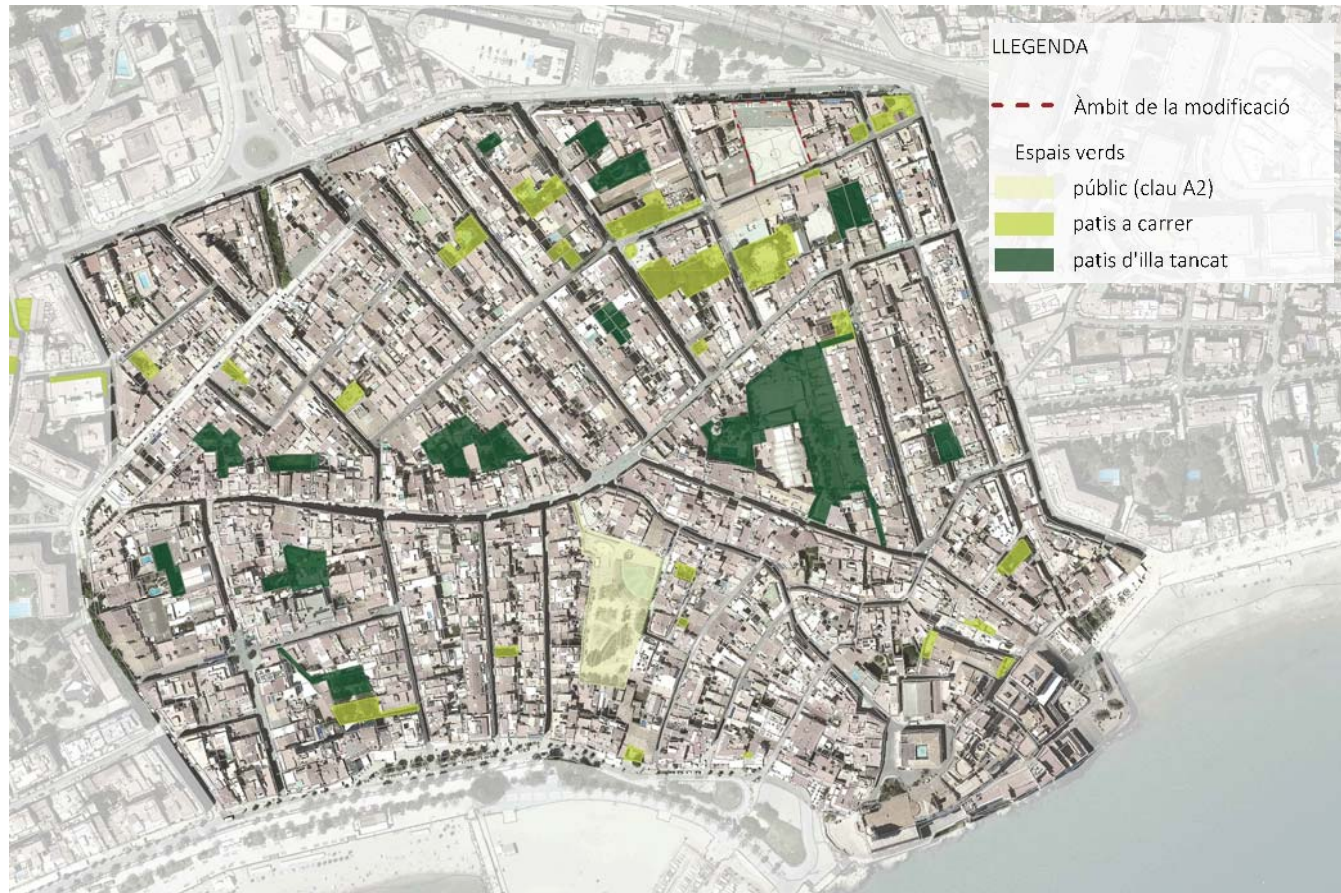 LLEGENDA
Àmbit de la modificació
Espais verds
públic (clau A2)
patis a carrer
patis d'illa tancat